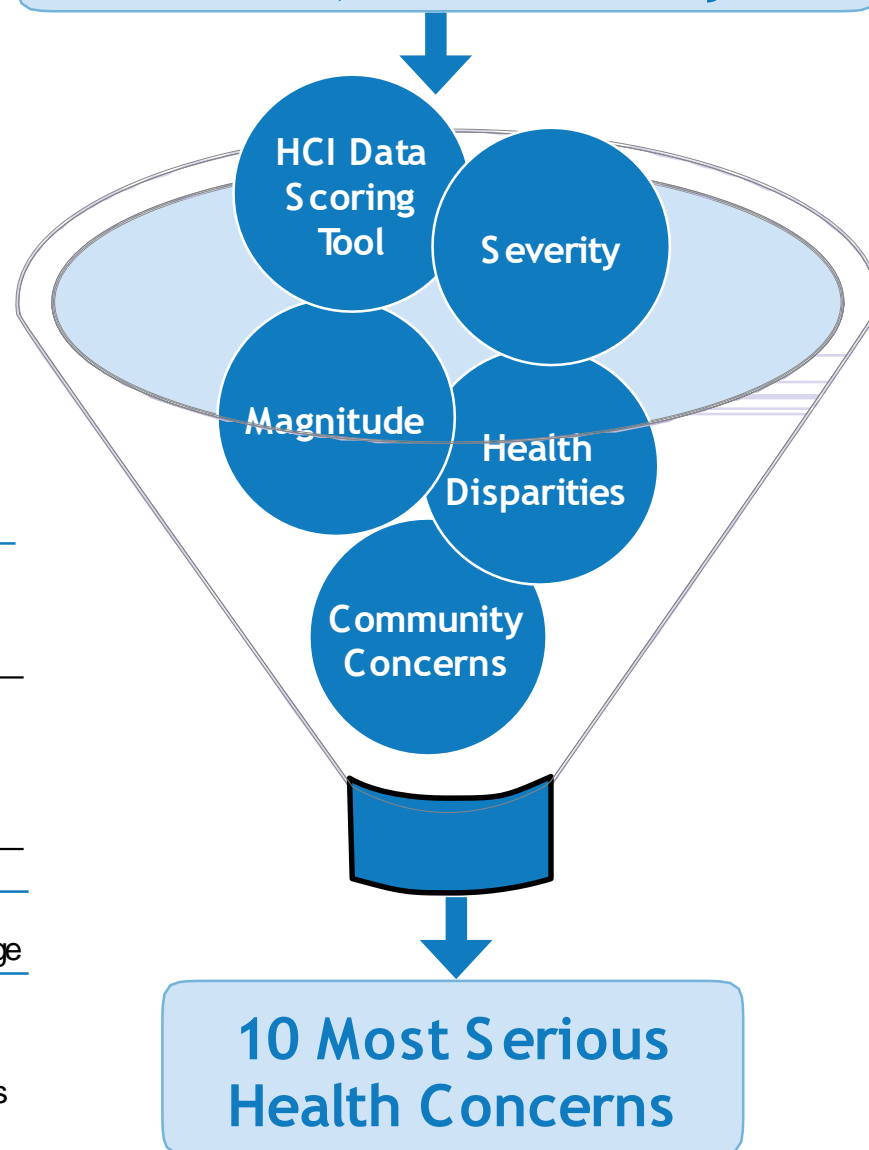 HCI Data
Scoring
Tool
Severity
Magnitude
Health
Disparities
Community
Concerns
10 Most Serious
Health Concerns